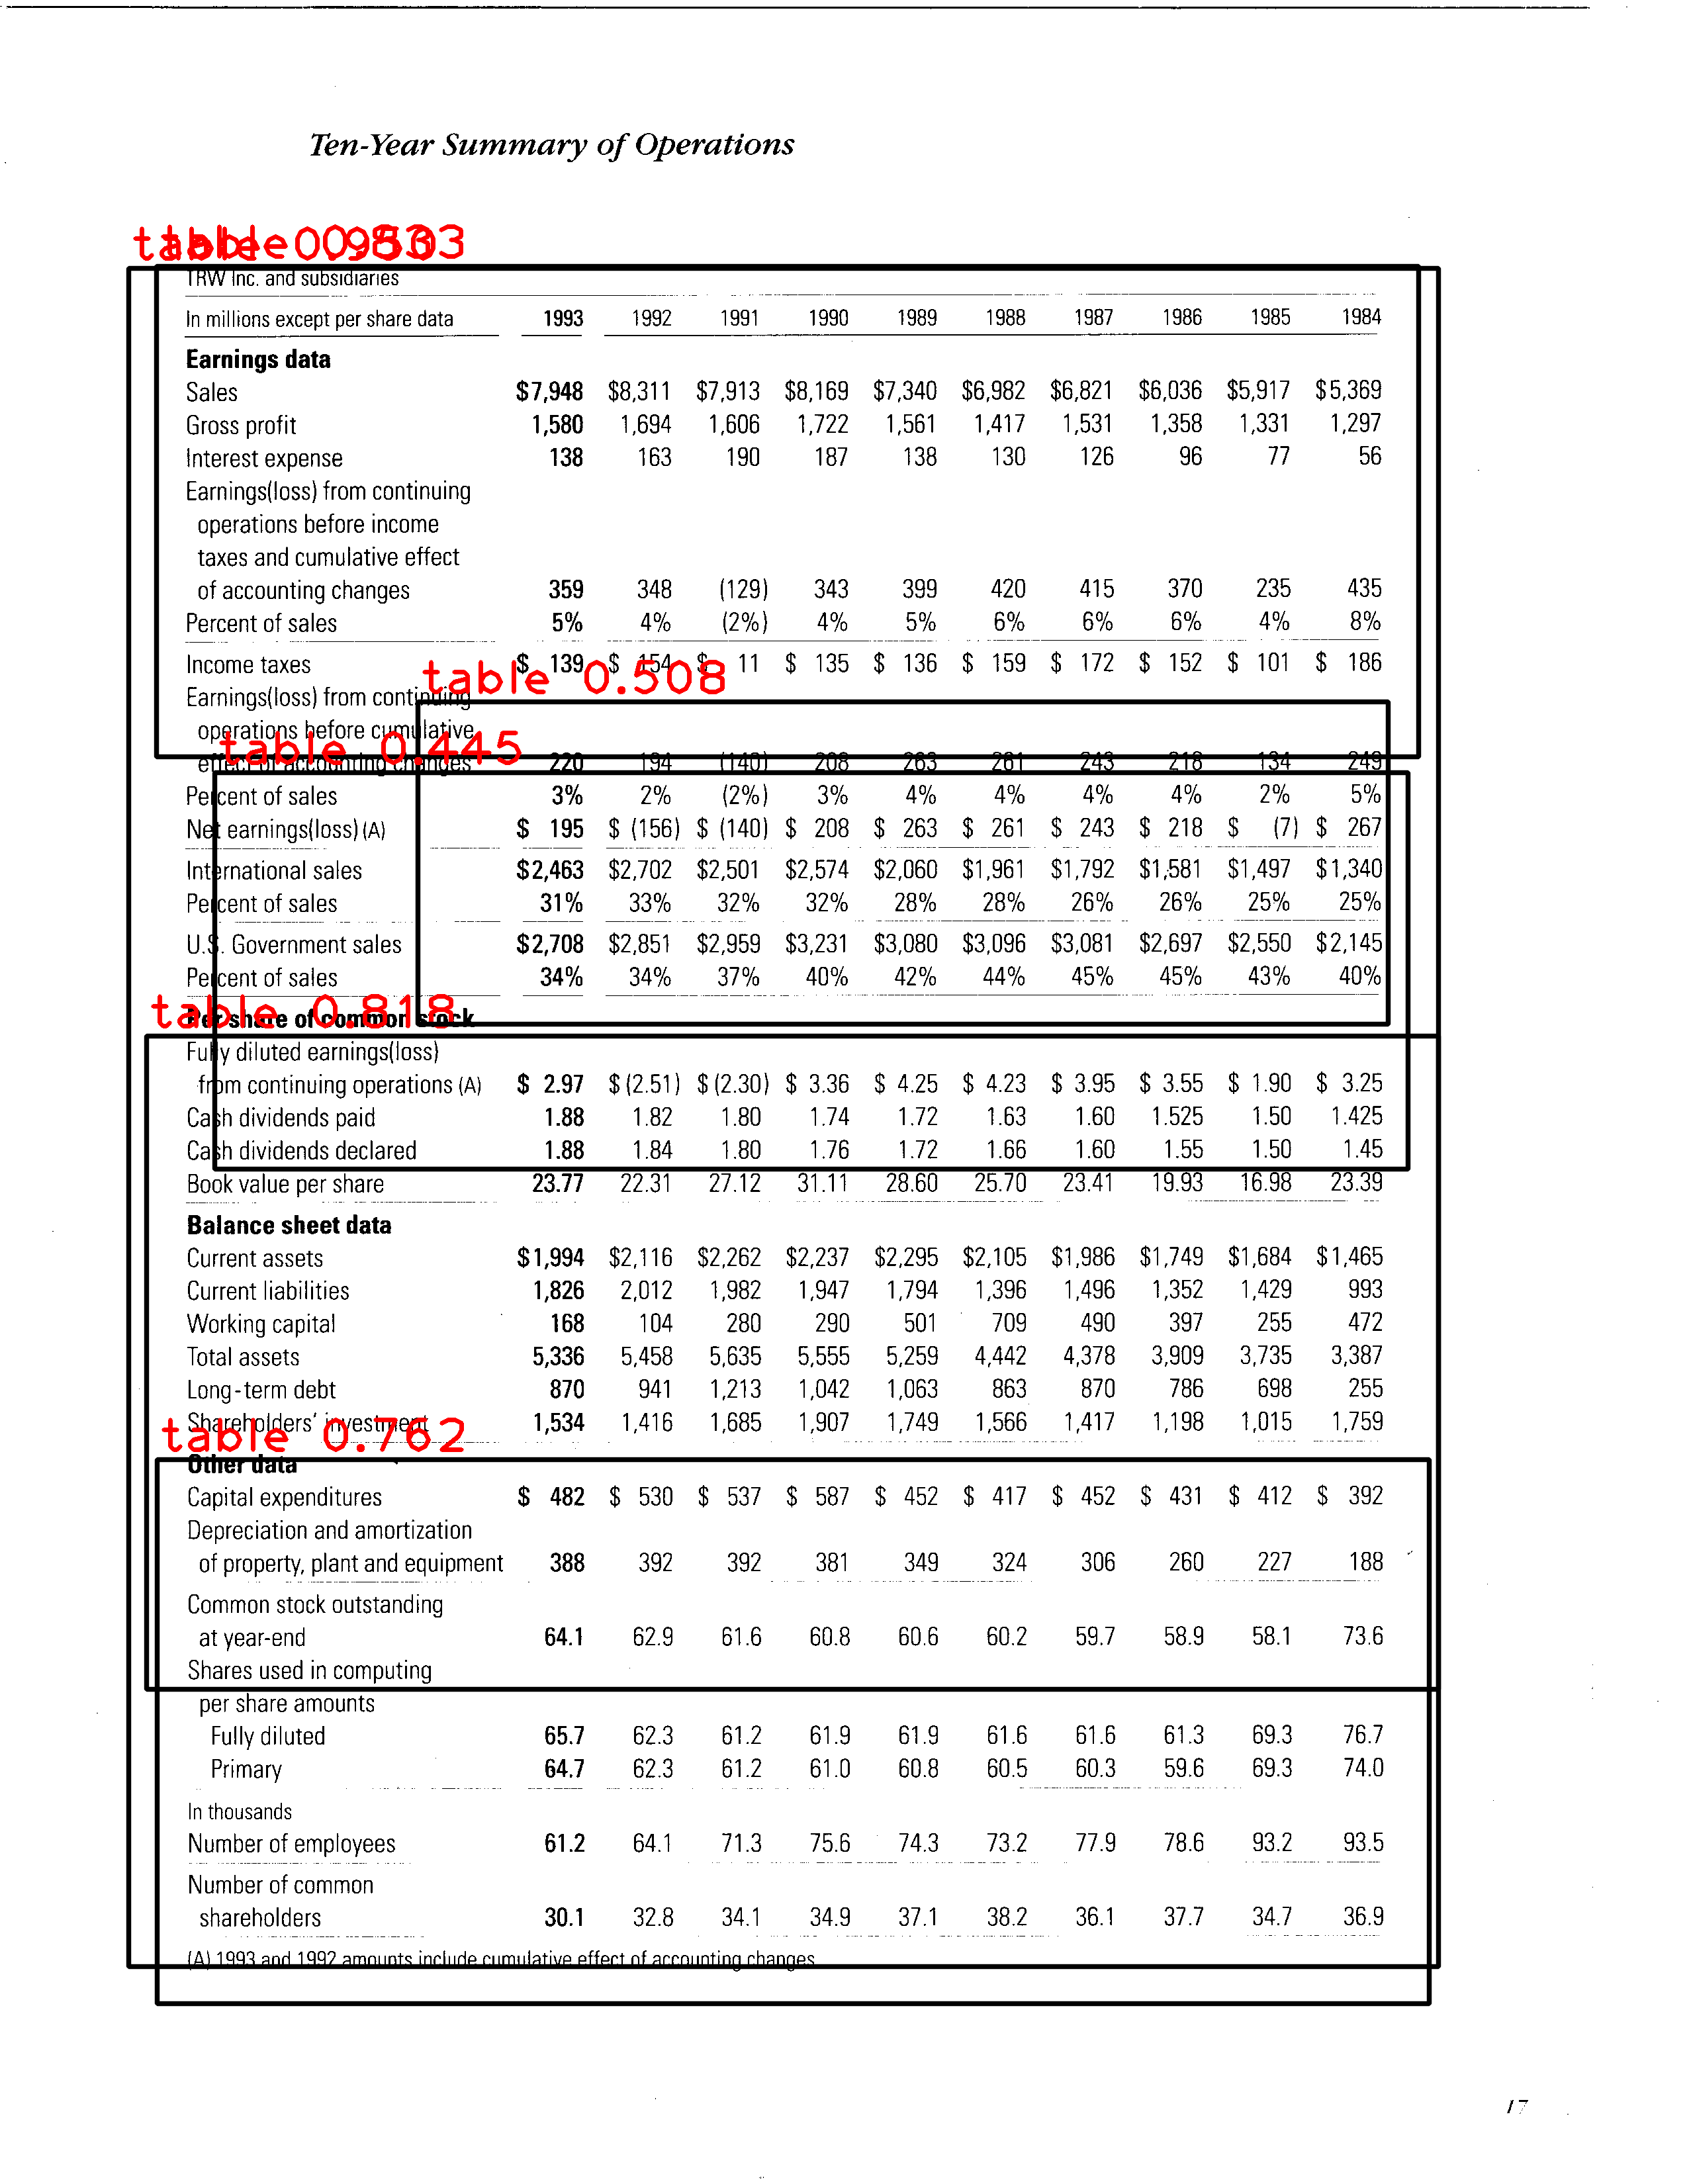 Ten-Year Summary of Operations
TRW Inc. and subsidiaries
In millions except per share data 1993 1992 1991 1990 1989 1988 1987 1986 1985 1984
Earnings data
Sales $7,948 $8,311 $7,913 $8,169 $7,340 $6,982 $6,821 $6,036 $5,917 $5,369
Gross profit 1,580 1,694 1,606 1,722 1,561 1,417 1,531 1,358 1,331 1,297
Interest expense 138 163 190 187 138 130 126 96 77 56
Earnings(loss) from continuing
operations before income
taxes and cumulative effect
of accounting changes 359 348 (129) 343 399 420 415 370 235 435
Percent of sales 5% 4% (2%) 4% 5% 6% 6% 6% 4% 8%
Income taxes $ 139 $ 154 $ 11 $ 135 $ 136 $ 159 $ 172 $ 152 $ 101 $ 186
table 0.508
Earnings(loss) from continuing
operations before cumulative
table 0.445
effect of accounting changes 220 194 (140) 208 263 261 243 218 134 249
Percent of sales 3% 2% (2%) 3% 4% 4% 4% 4% 2% 5%
Net earnings(loss) (A) $ 195 $ (156) $ (140) $ 208 $ 263 $ 261 $ 243 $ 218 $ (7) $ 267
International sales $2,463 $2,702 $2,501 $2,574 $2,060 $1,961 $1,792 $1,581 $1,497 $1,340
Percent of sales 31% 33% 32% 32% 28% 28% 26% 26% 25% 25%
U.S. Government sales $2,708 $2,851 $2,959 $3,231 $3,080 $3,096 $3,081 $2,697 $2,550 $2,145
Percent of sales 34% 34% 37% 40% 42% 44% 45% 45% 43% 40%
table 0.818
Per share of common stock
Fully diluted earnings(loss)
from continuing operations (A) $ 2.97 $ (2.51) $ (2.30) $ 3.36 $ 4.25 $ 4.23 $ 3.95 $ 3.55 $ 1.90 $ 3.25
Cash dividends paid 1.88 1.82 1.80 1.74 1.72 1.63 1.60 1.525 1.50 1.425
Cash dividends declared 1.88 1.84 1.80 1.76 1.72 1.66 1.60 1.55 1.50 1.45
Book value per share 23.77 22.31 27.12 31.11 28.60 25.70 23.41 19.93 16.98 23.39
Balance sheet data
Current assets $1,994 $2,116 $2,262 $2,237 $2,295 $2,105 $1,986 $1,749 $1,684 $1,465
Current liabilities 1,826 2,012 1,982 1,947 1,794 1,396 1,496 1,352 1,429 993
Working capital 168 104 280 290 501 709 490 397 255 472
Total assets 5,336 5,458 5,635 5,555 5,259 4,442 4,378 3,909 3,735 3,387
Long-term debt 870 941 1,213 1,042 1,063 863 870 786 698 255
Shareholders' investment 1,534 1,416 1,685 1,907 1,749 1,566 1,417 1,198 1,015 1,759
table 0.762
Other data
Capital expenditures $ 482 $ 530 $ 537 $ 587 $ 452 $ 417 $ 452 $ 431 $ 412 $ 392
Depreciation and amortization
of property, plant and equipment 388 392 392 381 349 324 306 260 227 188
Common stock outstanding
at year-end 64.1 62.9 61.6 60.8 60.6 60.2 59.7 58.9 58.1 73.6
Shares used in computing
per share amounts
Fully diluted 65.7 62.3 61.2 61.9 61.9 61.6 61.6 61.3 69.3 76.7
Primary 64.7 62.3 61.2 61.0 60.8 60.5 60.3 59.6 69.3 74.0
In thousands
Number of employees 61.2 64.1 71.3 75.6 74.3 73.2 77.9 78.6 93.2 93.5
Number of common
shareholders 30.1 32.8 34.1 34.9 37.1 38.2 36.1 37.7 34.7 36.9
(A) 1993 and 1992 amounts include cumulative effect of accounting changes
17